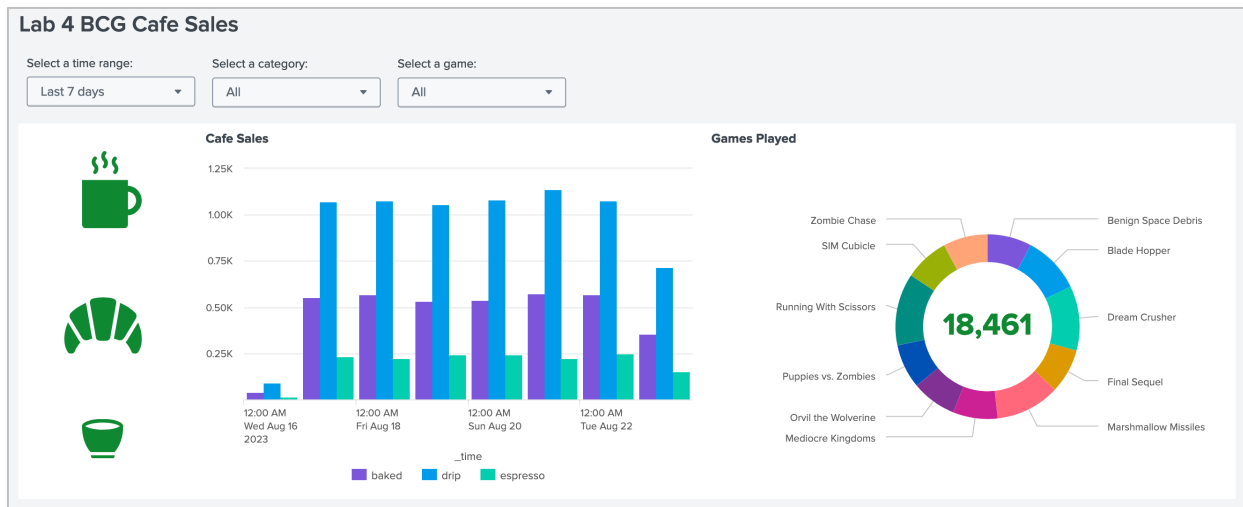 Lab 4 BCG Cafe Sales
Select a time range:
Select a category:
Select a game:
Last 7 days
All
All
Cafe Sales
1.25K
1.00K
0.75K
0.50K
0.25K
12:00 AM
Wed Aug 16
2023
12:00 AM
Fri Aug 18
12:00 AM
Sun Aug 20
12:00 AM
Tue Aug 22
_time
baked
drip
espresso
Games Played
Zombie Chase
SIM Cubicle
Running With Scissors
Puppies vs. Zombies
Orvil the Wolverine
Mediocre Kingdoms
18,461
Benign Space Debris
Blade Hopper
Dream Crusher
Final Sequel
Marshmallow Missiles